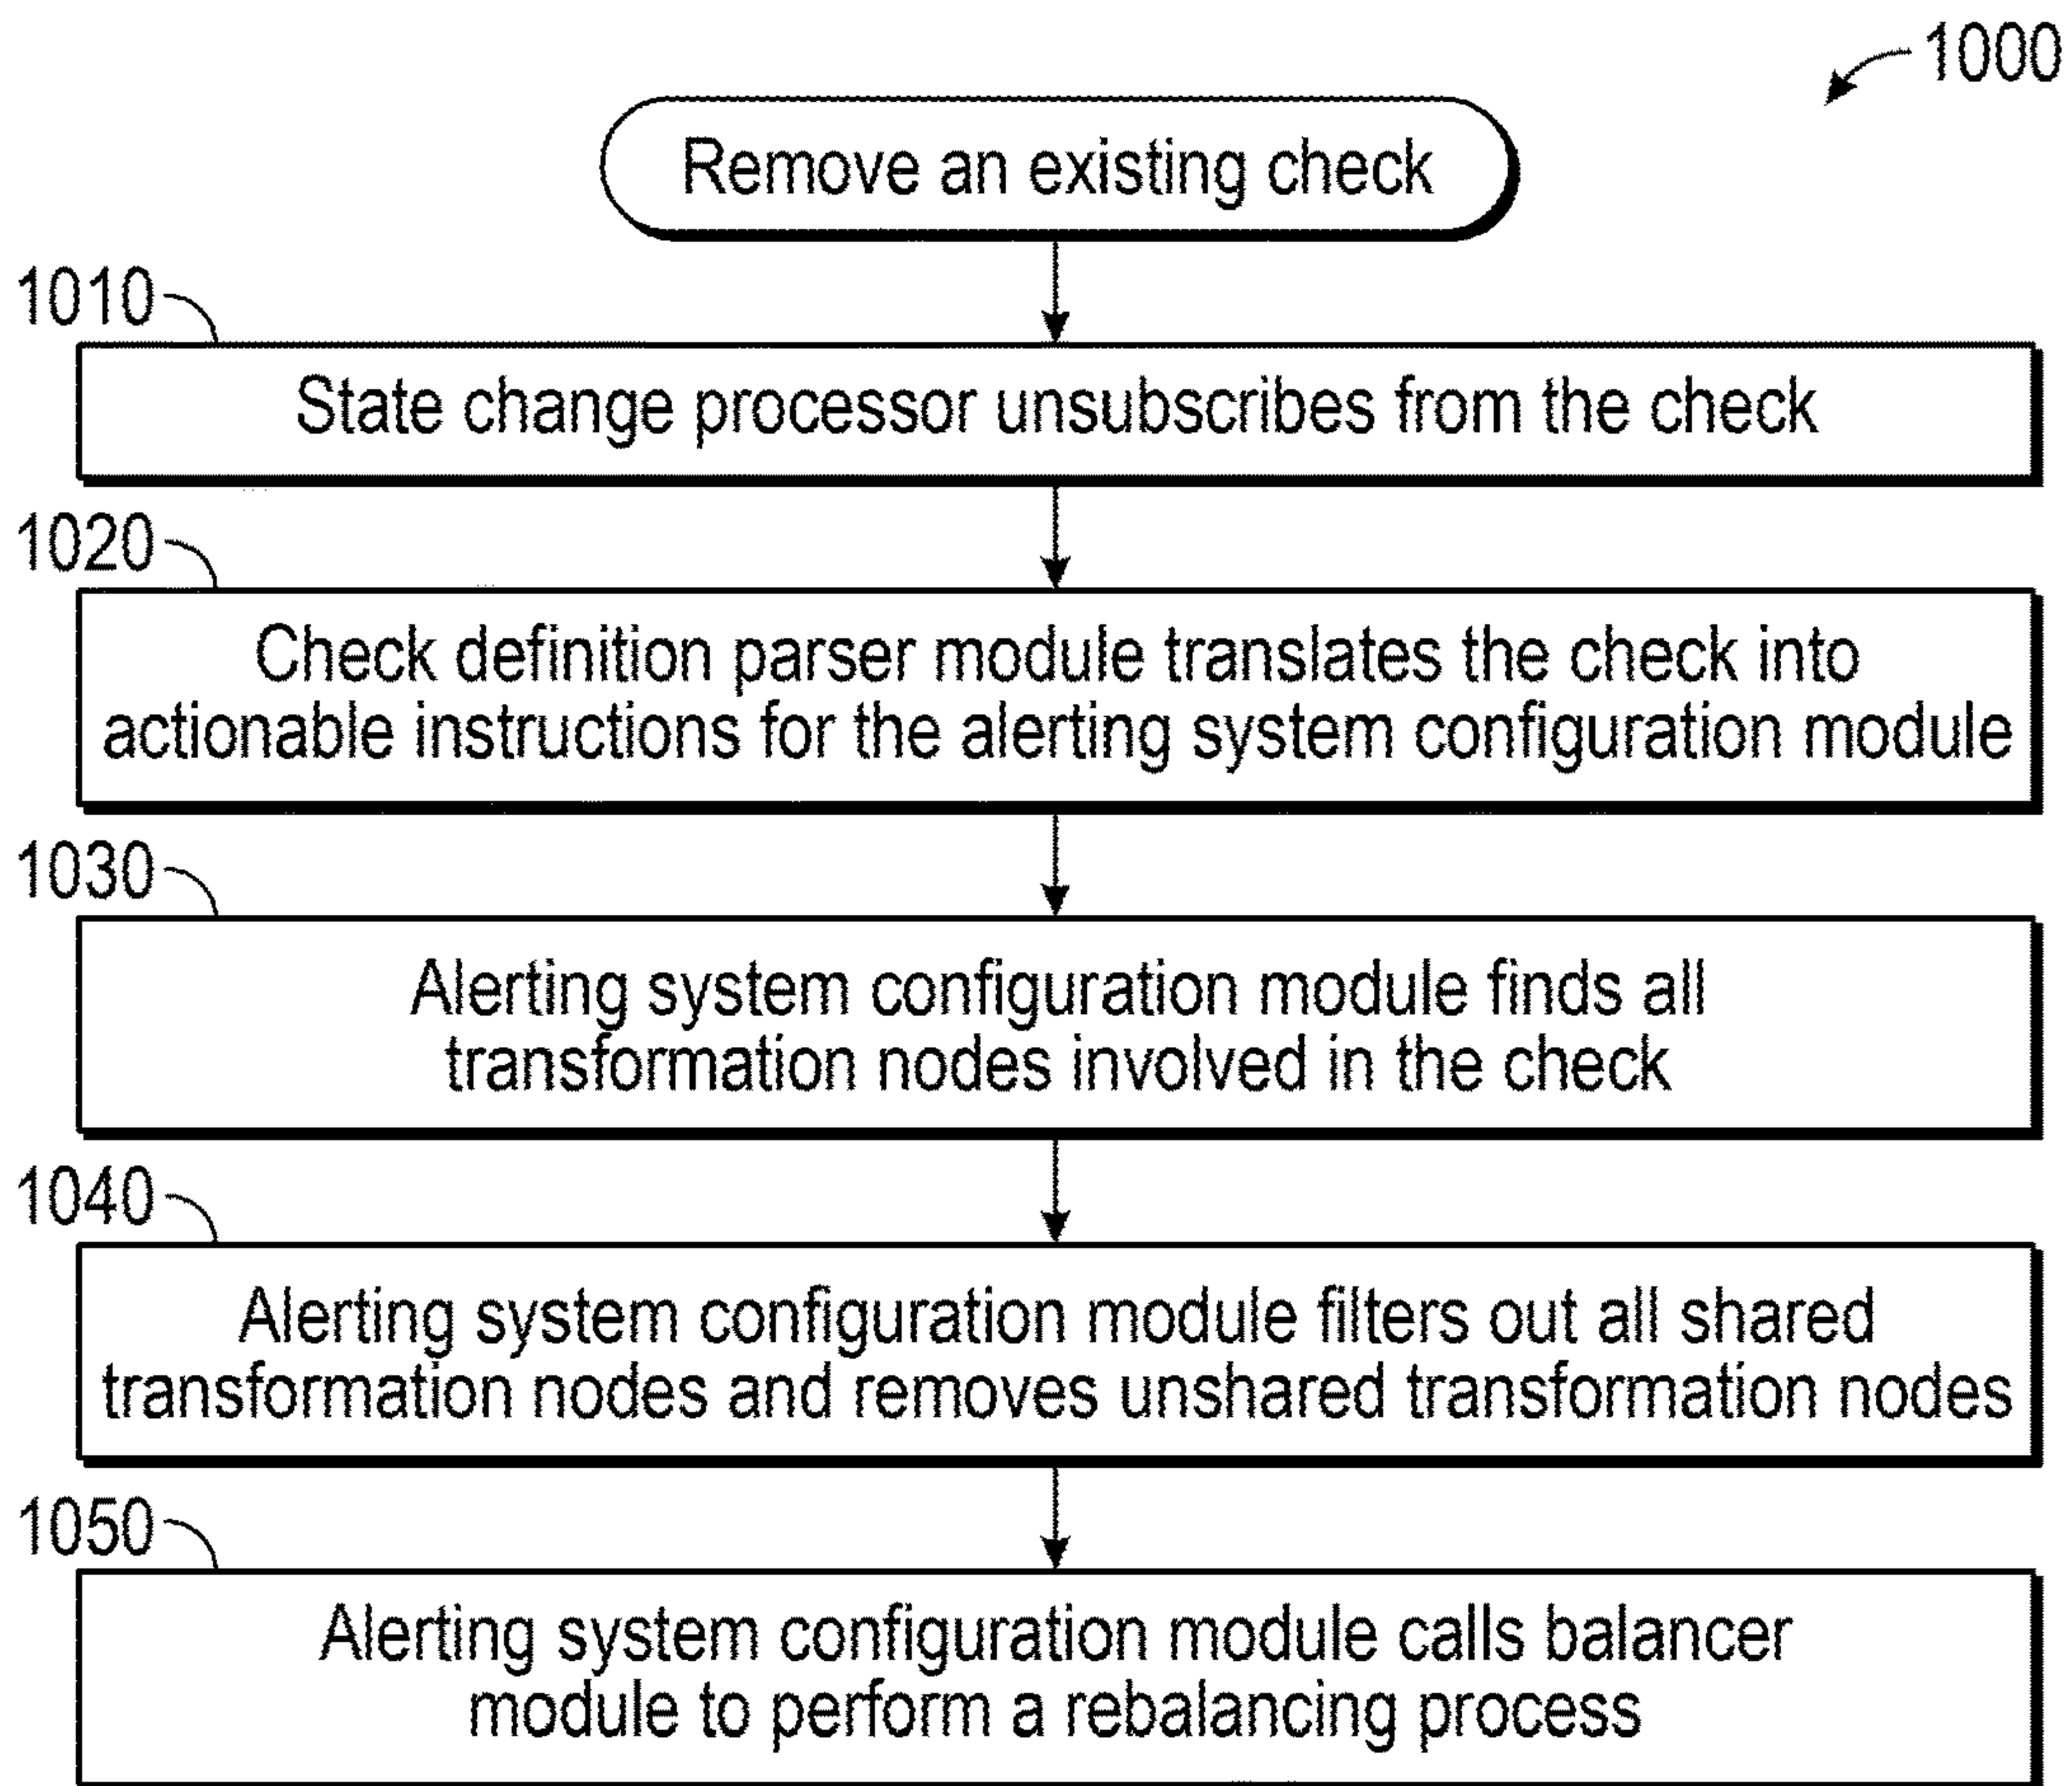 1000
Remove an existing check
1010
State change processor unsubscribes from the check
1020
Check definition parser module translates the check into
actionable instructions for the alerting system configuration module
1030
Alerting system configuration module finds all
transformation nodes involved in the check
1040
Alerting system configuration module filters out all shared
transformation nodes and removes unshared transformation nodes
1050
Alerting system configuration module calls balancer
module to perform a rebalancing process